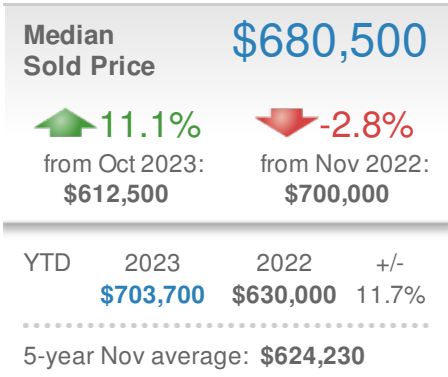 Median
Sold Price
$680,500
11.1%
from Oct 2023:
$612,500
-2.8%
from Nov 2022:
$700,000
YTD 2023 2022 +/-
$703,700 $630,000 11.7%
5-year Nov average: $624,230